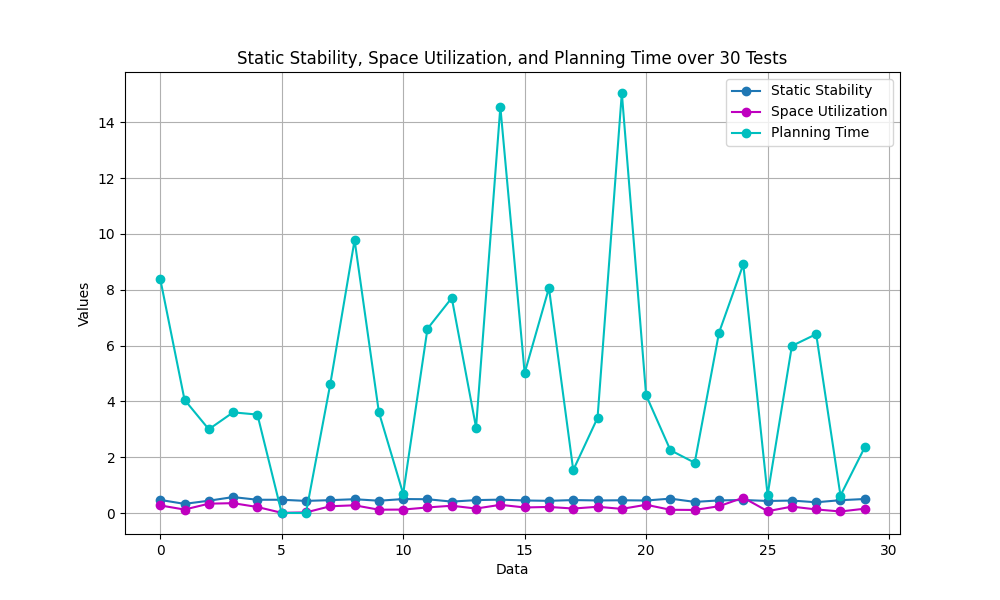 Static Stability, Space Utilization, and Planning Time over 30 Tests
Static Stability
Space Utilization
Planning Time
Values
14
12
10
8
6
4
2
0
0 5 10 15 20 25 30
Data